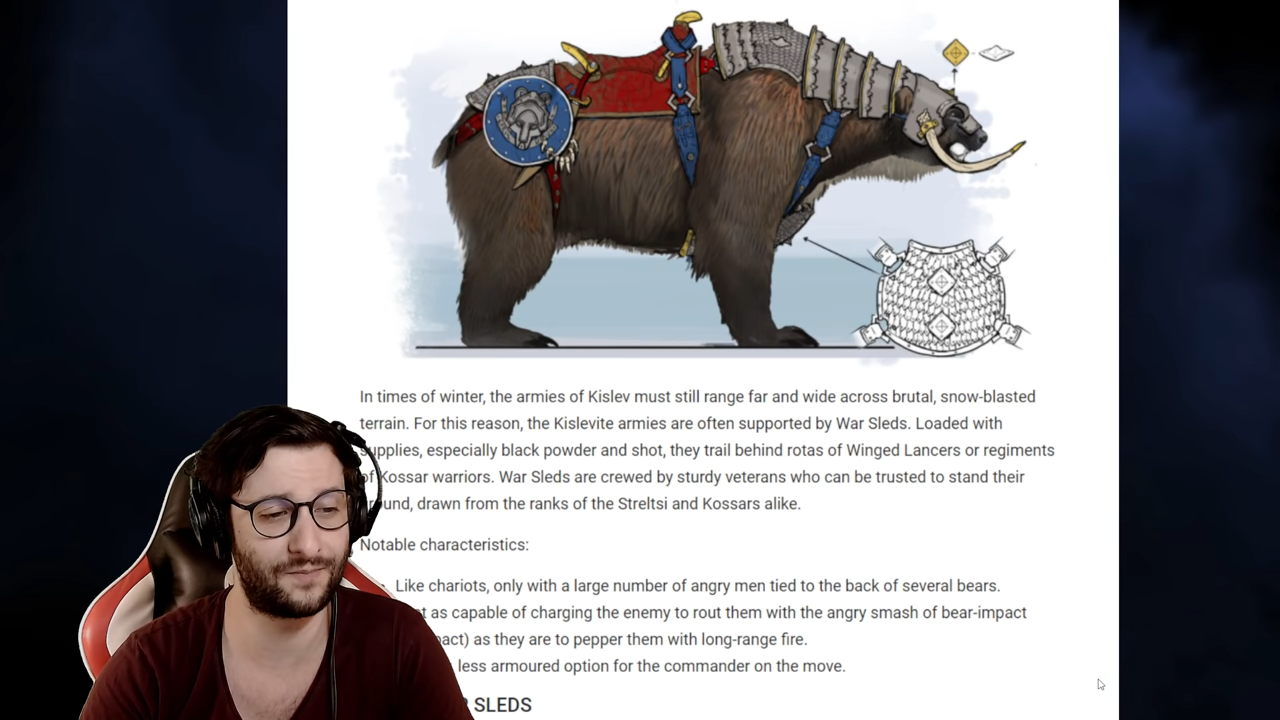 In times of winter, the armies of Kislev must still range far and wide across brutal, snow-blasted
terrain. For this reason, the Kislevite armies are often supported by War Sleds. Loaded with
supplies, especially black powder and shot, they trail behind rotas of Winged Lancers or regiments
of Kossar warriors. War Sleds are crewed by sturdy veterans who can be trusted to stand their
ground, drawn from the ranks of the Streltsi and Kossars alike.
Notable characteristics:
Like chariots, only with a large number of angry men tied to the back of several bears.
as capable of charging the enemy to rout them with the angry smash of bear-impact
as they are to pepper them with long-range fire.
less armoured option for the commander on the move.
SLEDS